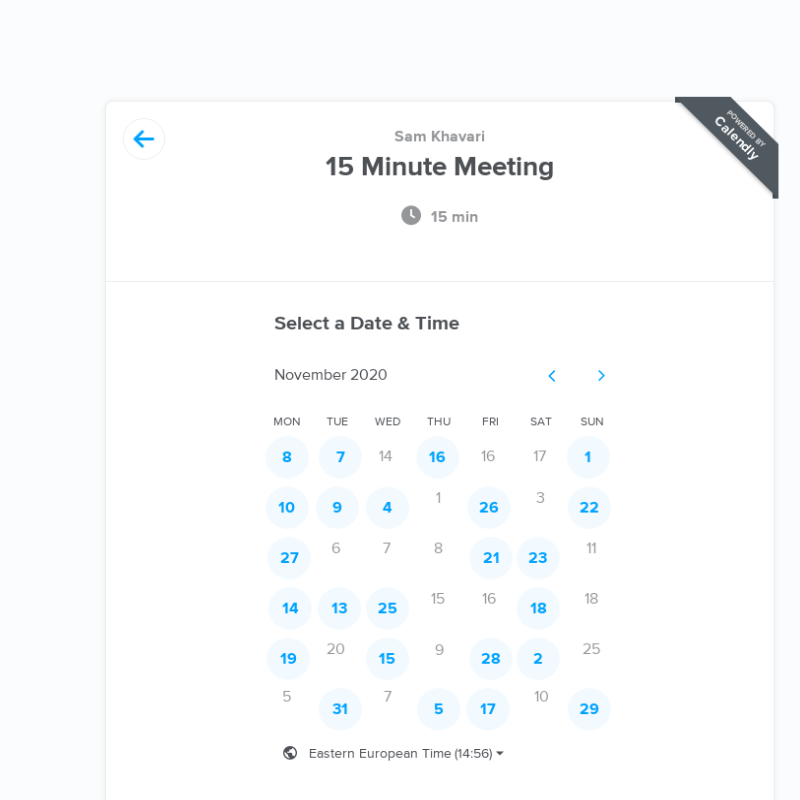 POWERED BY
Calendly
Sam Khavari
15 Minute Meeting
15 min
Select a Date & Time
November 2020
MON TUE WED THU FRI SAT SUN
8 7 14 16 16 17 1
10 9 4 1 26 3 22
27 6 7 8 21 23 11
14 13 25 15 16 18 18
19 20 15 9 28 2 25
5 31 7 5 17 10 29
Eastern European Time (14:56)